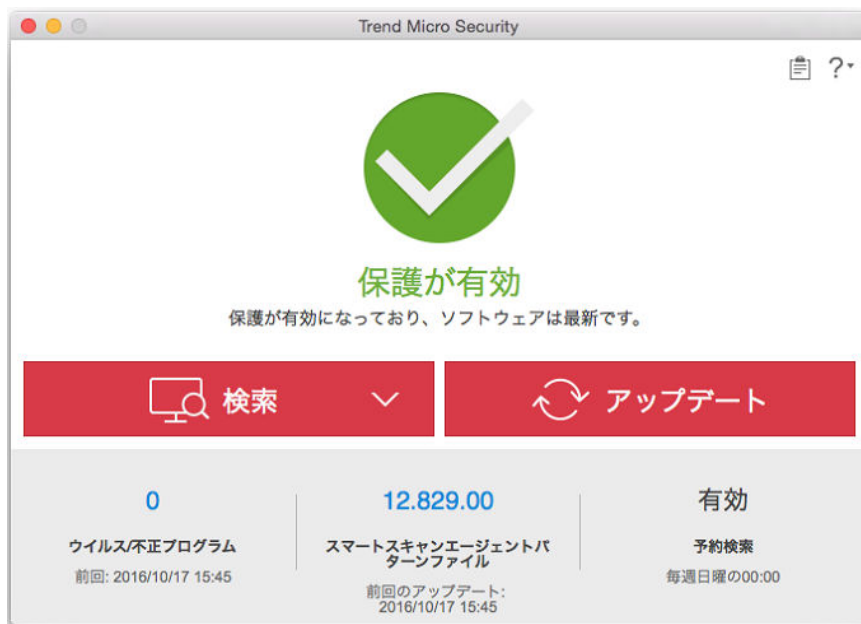 Trend Micro Security
?
保護が有効
保護が有効になっており、ソフトウェアは最新です。
検索
アップデート
0
ウイルス/不正プログラム
前回: 2016/10/17 15:45
12.829.00
スマートスキャンエージェントパ
ターンファイル
前回のアップデート:
2016/10/17 15:45
有効
予約検索
毎週日曜の00:00